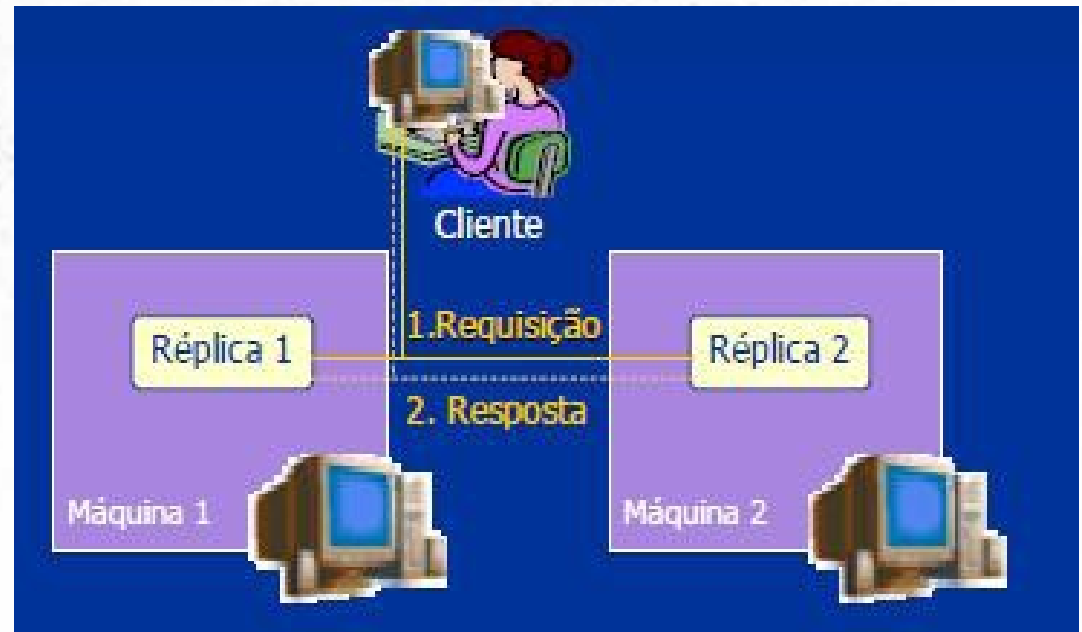 Cliente
1.Requisição
Réplica 1
Réplica 2
2. Resposta
Máquina 1
Máquina 2